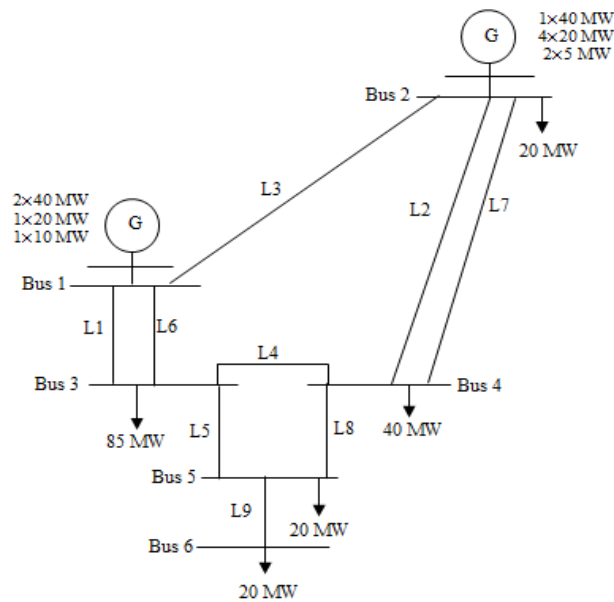 1×40 MW
4×20 MW
2×5 MW
G
Bus 2
20 MW
L3
L2
L7
2×40 MW
1×20 MW
1×10 MW
G
Bus 1
L1
L6
L4
Bus 3
Bus 4
85 MW
L5
L8
40 MW
Bus 5
L9
20 MW
Bus 6
20 MW